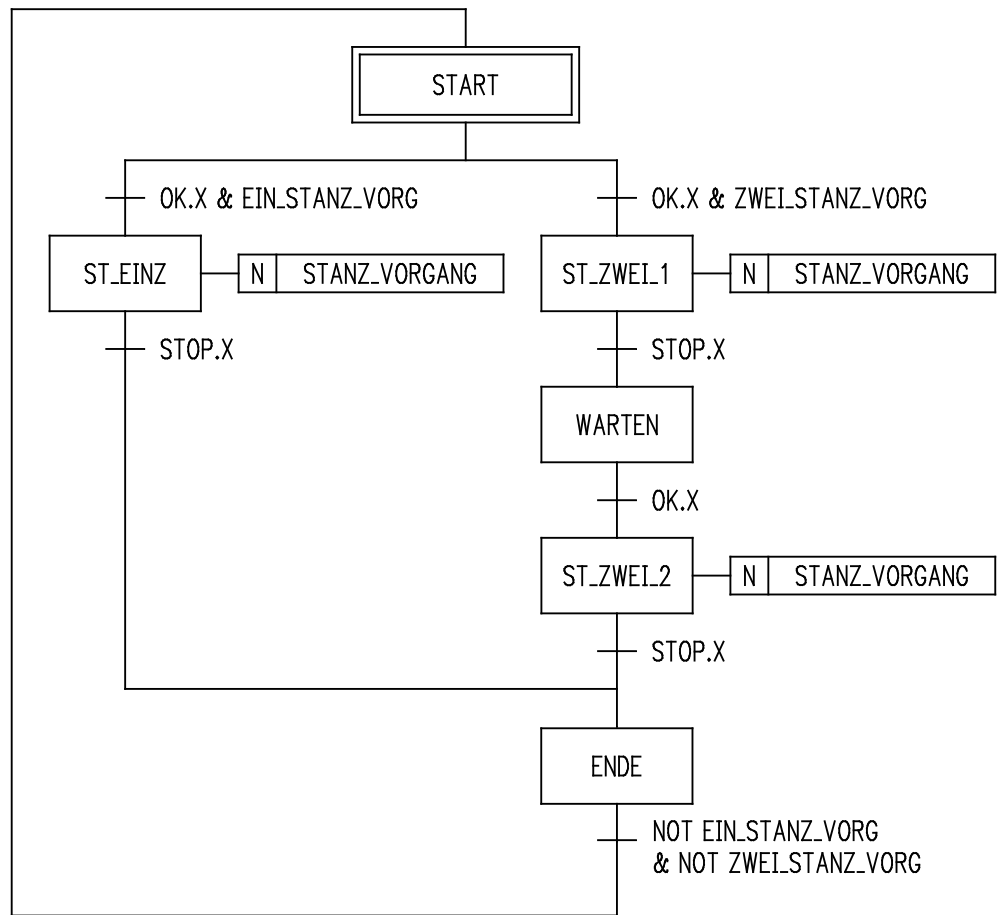 START
OK.X & EIN_STANZ_VORG
OK.X & ZWEI_STANZ_VORG
ST_EINZ
N
STANZ_VORGANG
ST_ZWEI_1
N
STANZ_VORGANG
STOP.X
STOP.X
WARTEN
OK.X
ST_ZWEI_2
N
STANZ_VORGANG
STOP.X
ENDE
NOT EIN_STANZ_VORG
& NOT ZWEI_STANZ_VORG